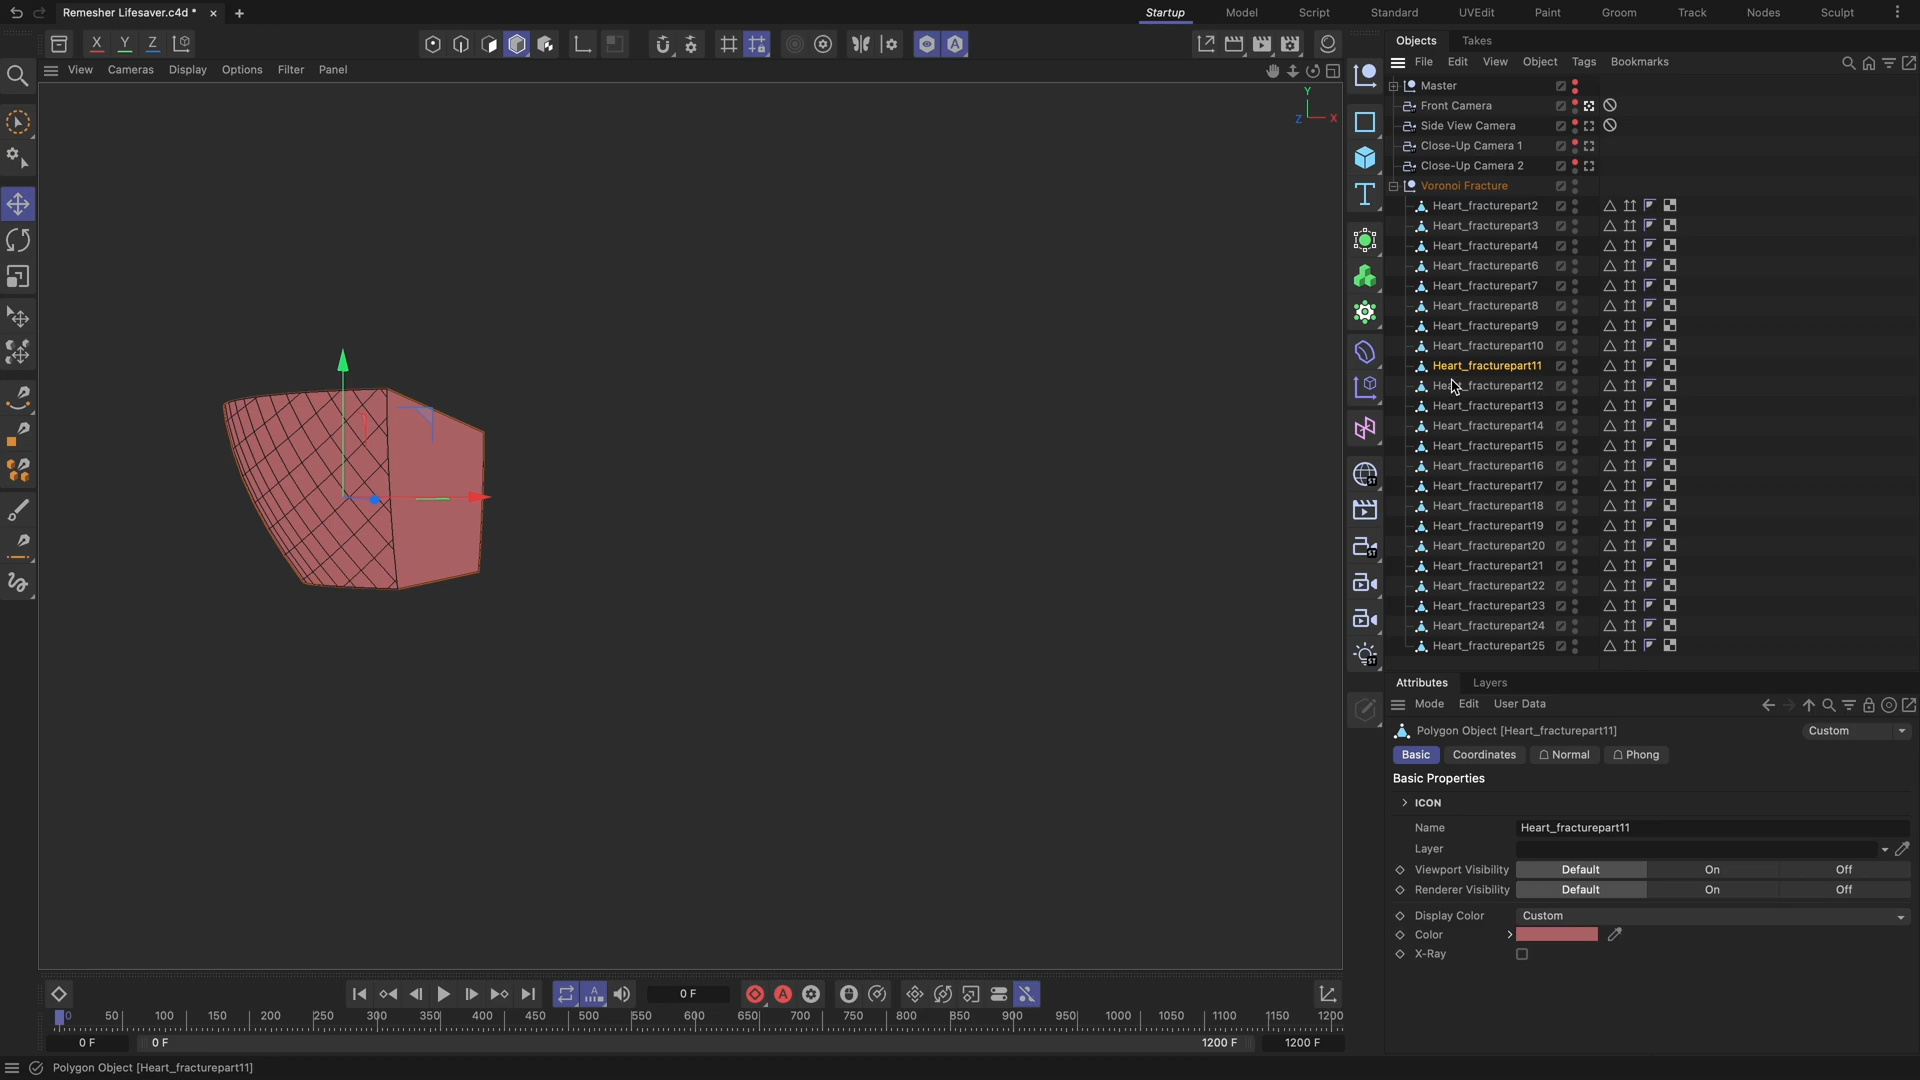 Remesher Lifesaver.c4d *
Startup
Model
Script
Standard
UVEdit
Paint
Groom
Track
Nodes
Sculpt
X
Y
Z
View
Cameras
Display
Options
Filter
Panel
Y
Z
X
Objects
Takes
File
Edit
View
Object
Tags
Bookmarks
Master
Front Camera
Side View Camera
Close-Up Camera 1
Close-Up Camera 2
Voronoi Fracture
Heart_fracturepart2
Heart_fracturepart3
Heart_fracturepart4
Heart_fracturepart6
Heart_fracturepart7
Heart_fracturepart8
Heart_fracturepart9
Heart_fracturepart10
Heart_fracturepart11
Heart_fracturepart12
Heart_fracturepart13
Heart_fracturepart14
Heart_fracturepart15
Heart_fracturepart16
Heart_fracturepart17
Heart_fracturepart18
Heart_fracturepart19
Heart_fracturepart20
Heart_fracturepart21
Heart_fracturepart22
Heart_fracturepart23
Heart_fracturepart24
Heart_fracturepart25
Attributes
Layers
Mode
Edit
User Data
Polygon Object [Heart_fracturepart11]
Custom
Basic
Coordinates
Normal
Phong
Basic Properties
ICON
Name
Heart_fracturepart11
Layer
Viewport Visibility
Default
On
Off
Renderer Visibility
Default
On
Off
Display Color
Custom
Color
X-Ray
0 F
0 50 100 150 200 250 300 350 400 450 500 550 600 650 700 750 800 850 900 950 1000 1050 1100 1150 1200
0 F
0 F
1200 F
1200 F
Polygon Object [Heart_fracturepart11]